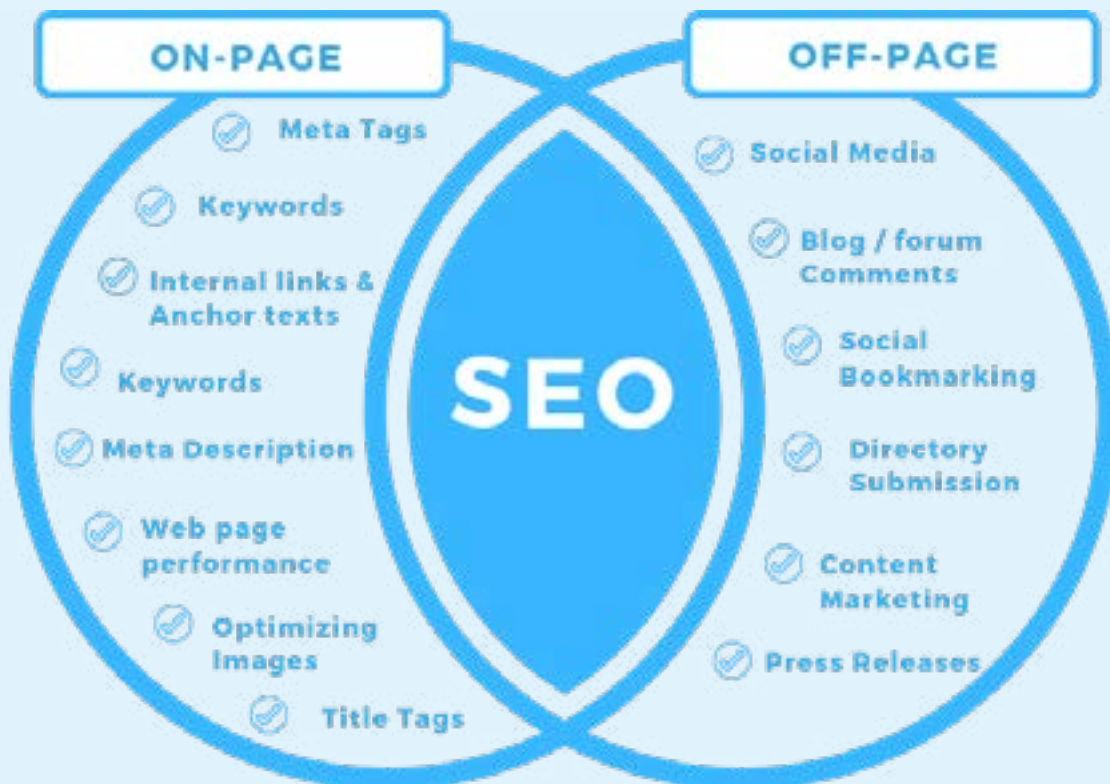 ON-PAGE
Meta Tags
Keywords
Internal links &
Anchor texts
Keywords
Meta Description
Web page
performance
Optimizing
Images
Title Tags
SEO
OFF-PAGE
Social Media
Blog / forum
Comments
Social
Bookmarking
Directory
Submission
Content
Marketing
Press Releases